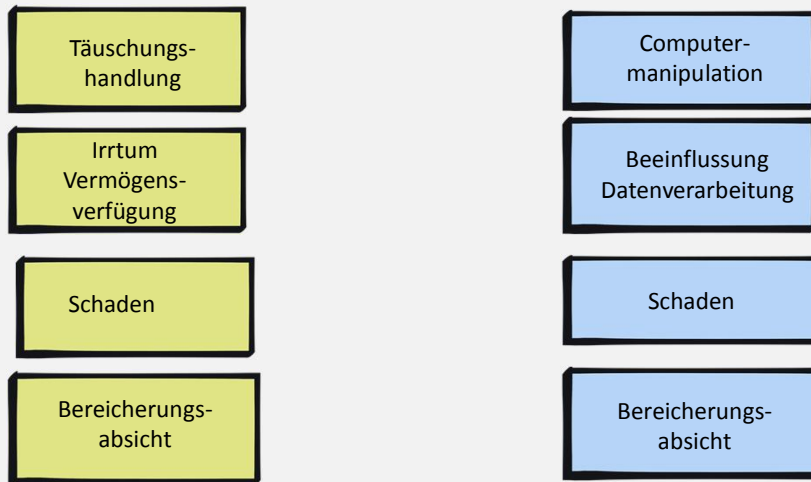 Täuschungs-
handlung
Irrtum
Vermögens-
verfügung
Schaden
Bereicherungs-
absicht
Computer-
manipulation
Beeinflussung
Datenverarbeitung
Schaden
Bereicherungs-
absicht